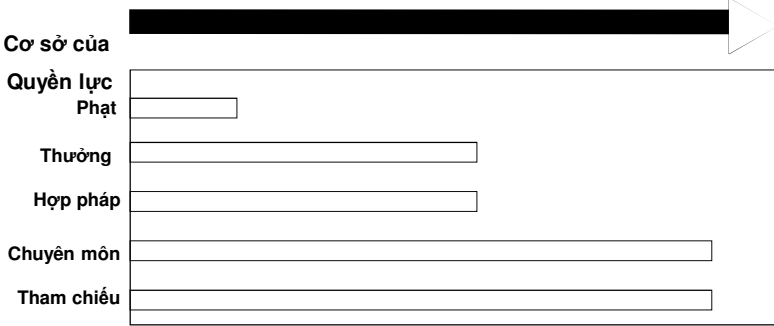 Cơ sở của
Quyền lực
Phạt
Thưởng
Hợp pháp
Chuyên môn
Tham chiếu